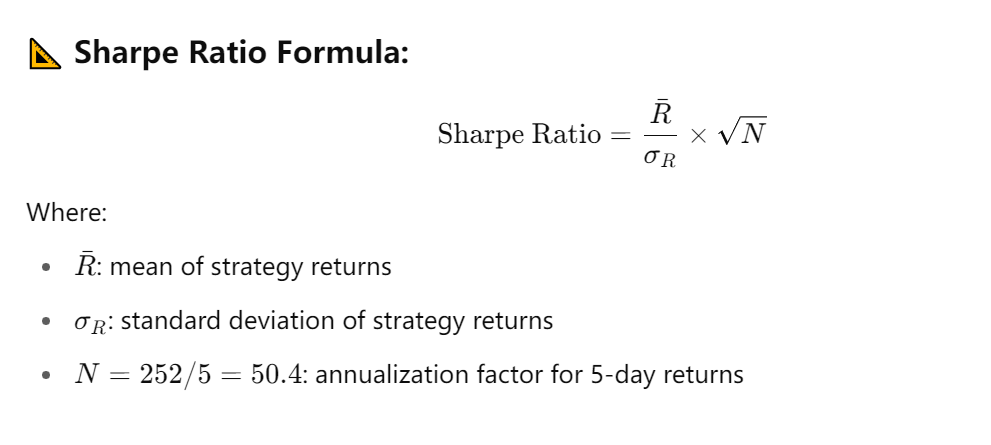 📐 Sharpe Ratio Formula:
Sharpe Ratio = R̄ / σ_R × √N
Where:
• R̄: mean of strategy returns
• σ_R: standard deviation of strategy returns
• N = 252/5 = 50.4: annualization factor for 5-day returns